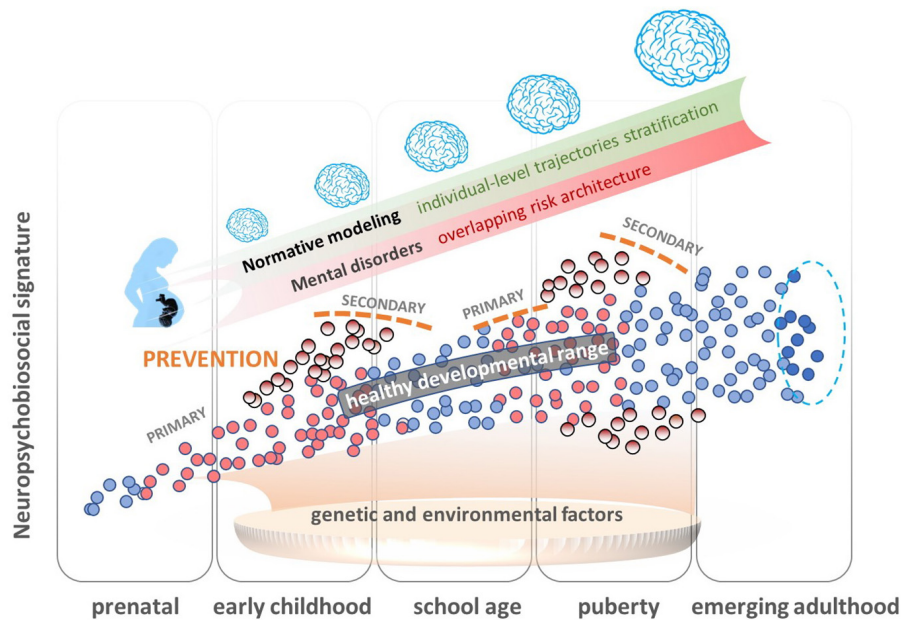 Normative modeling individual-level trajectories stratification
Mental disorders overlapping risk architecture
SECONDARY
SECONDARY
PRIMARY
PREVENTION
PRIMARY
healthy developmental range
genetic and environmental factors
Neuropsychobiosocial signature
prenatal
early childhood
school age
puberty
emerging adulthood